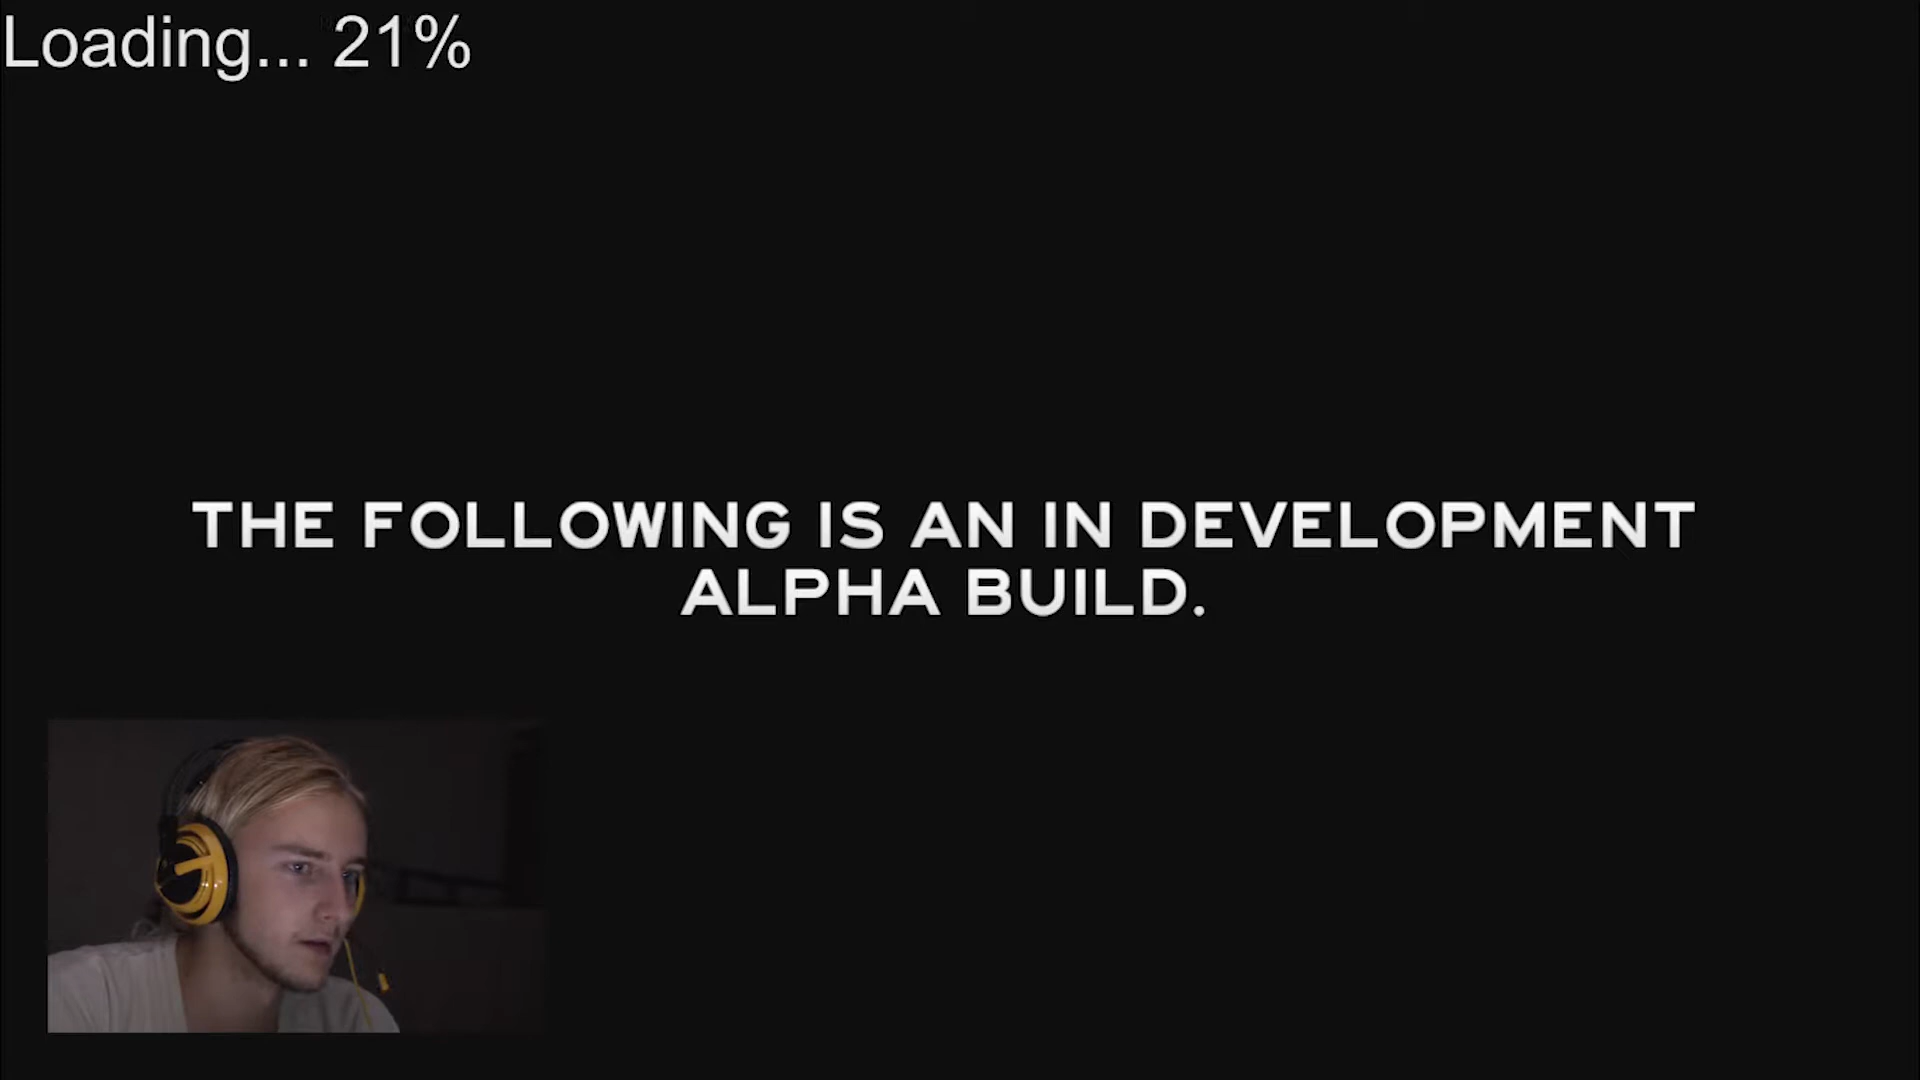 Loading... 21%
THE FOLLOWING IS AN IN DEVELOPMENT
ALPHA BUILD.